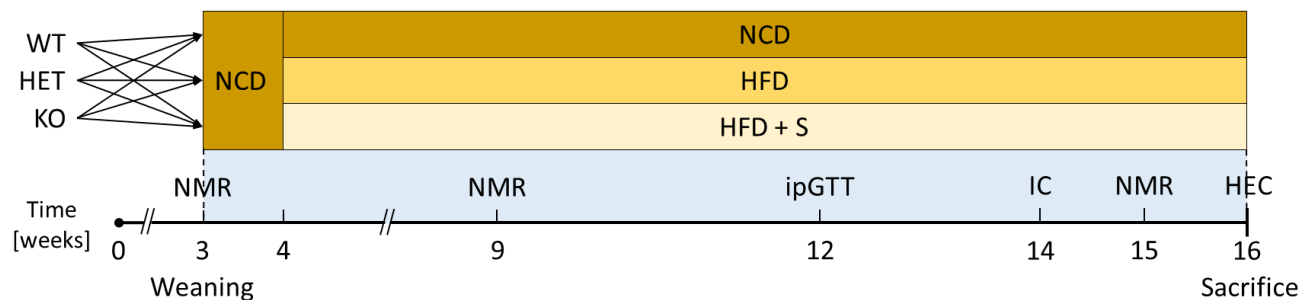 NCD
WT
HET
NCD
HFD
KO
HFD + S
NMR
NMR
ipGTT
IC
NMR
HEC
Time
[weeks]
0
3
4
9
12
14
15
16
Weaning
Sacrifice